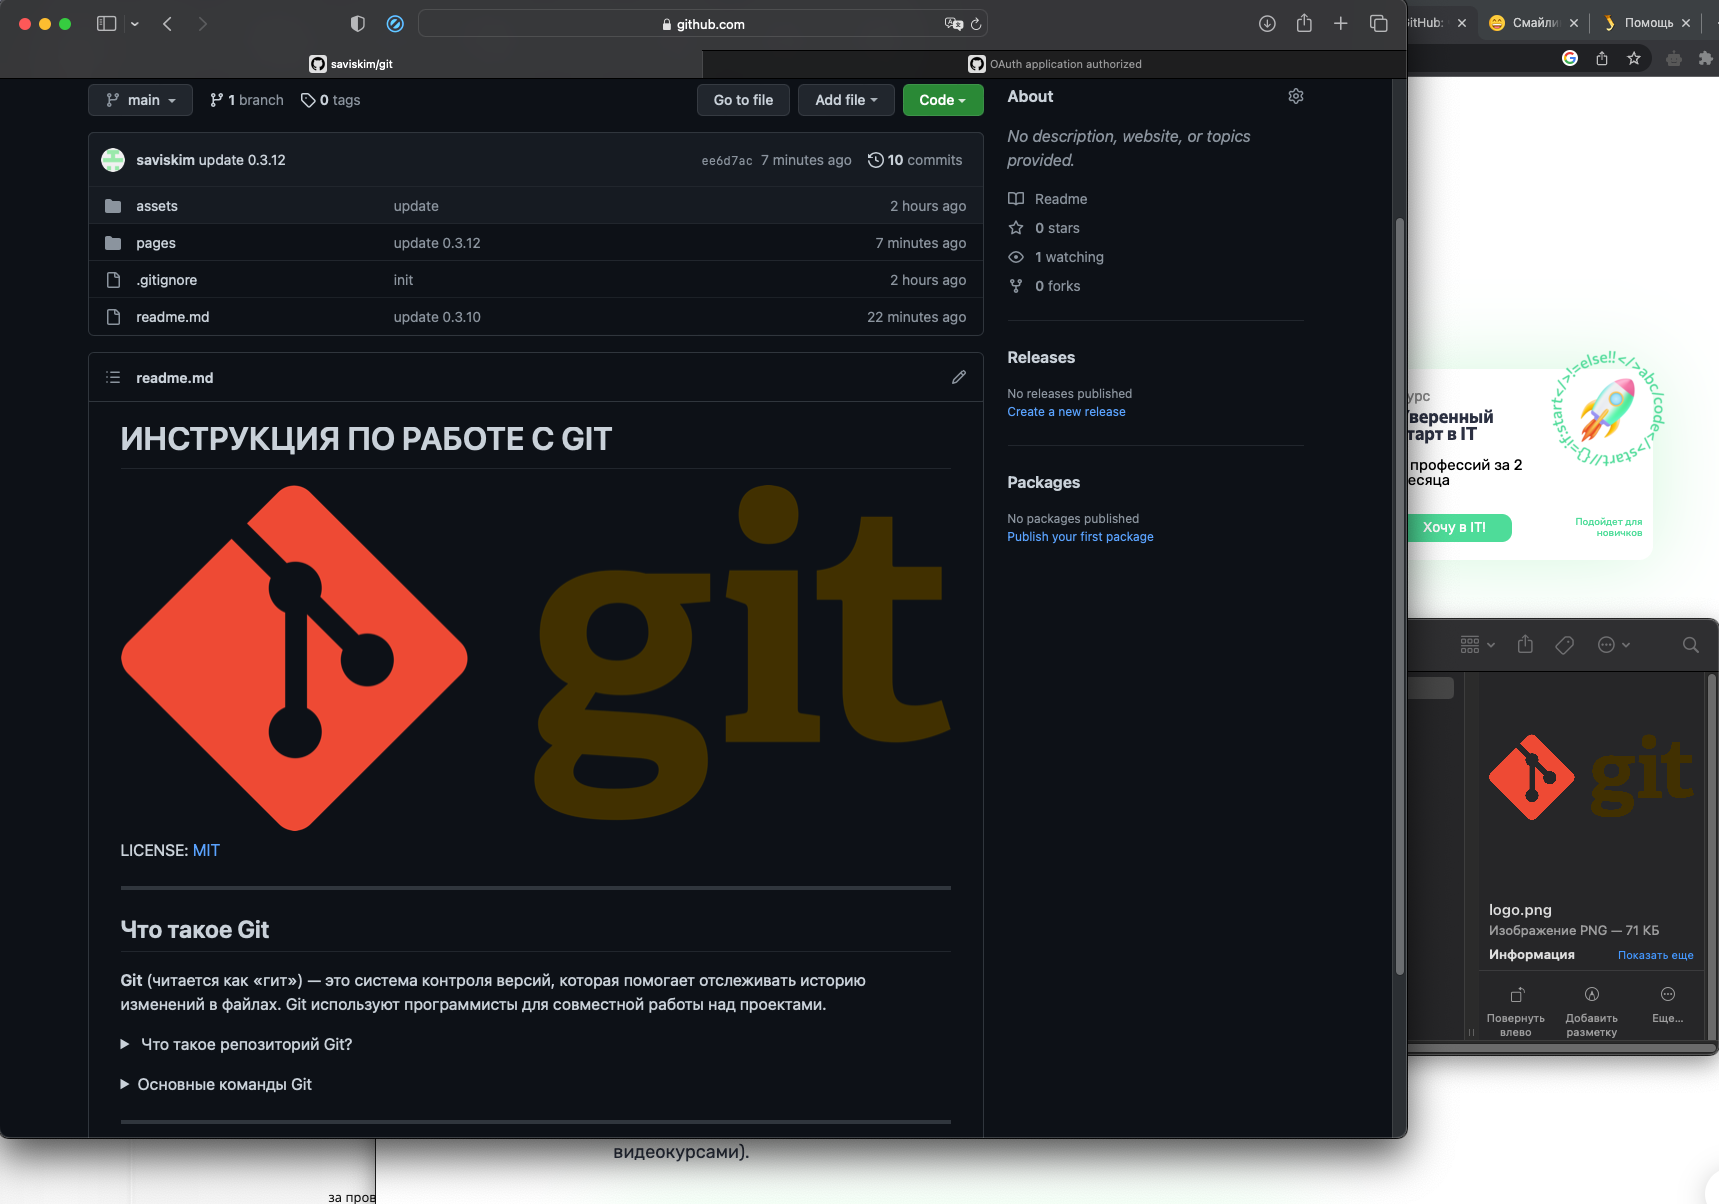 github.com
saviskim/git
OAuth application authorized
GitHub:
Смайли
Помощь
main
1 branch
0 tags
Go to file
Add file
Code
saviskim update 0.3.12
ee6d7ac 7 minutes ago
10 commits
assets
update
2 hours ago
pages
update 0.3.12
7 minutes ago
.gitignore
init
2 hours ago
readme.md
update 0.3.10
22 minutes ago
About
No description, website, or topics
provided.
Readme
0 stars
1 watching
0 forks
Releases
No releases published
Create a new release
Packages
No packages published
Publish your first package
readme.md
ИНСТРУКЦИЯ ПО РАБОТЕ С GIT
git
LICENSE: MIT
Что такое Git
Git (читается как «гит») — это система контроля версий, которая помогает отслеживать историю
изменений в файлах. Git используют программисты для совместной работы над проектами.
Что такое репозиторий Git?
Основные команды Git
урс
веренный
тарт в IT
профессий за 2
есяца
Хочу в IT!
Подойдет для
новичков
</>!=else!!</>abc/code</>start//{}=if:start
git
logo.png
Изображение PNG — 71 КБ
Информация
Показать еще
Повернуть
влево
Добавить
разметку
Еще...
видеокурсами).
за пров